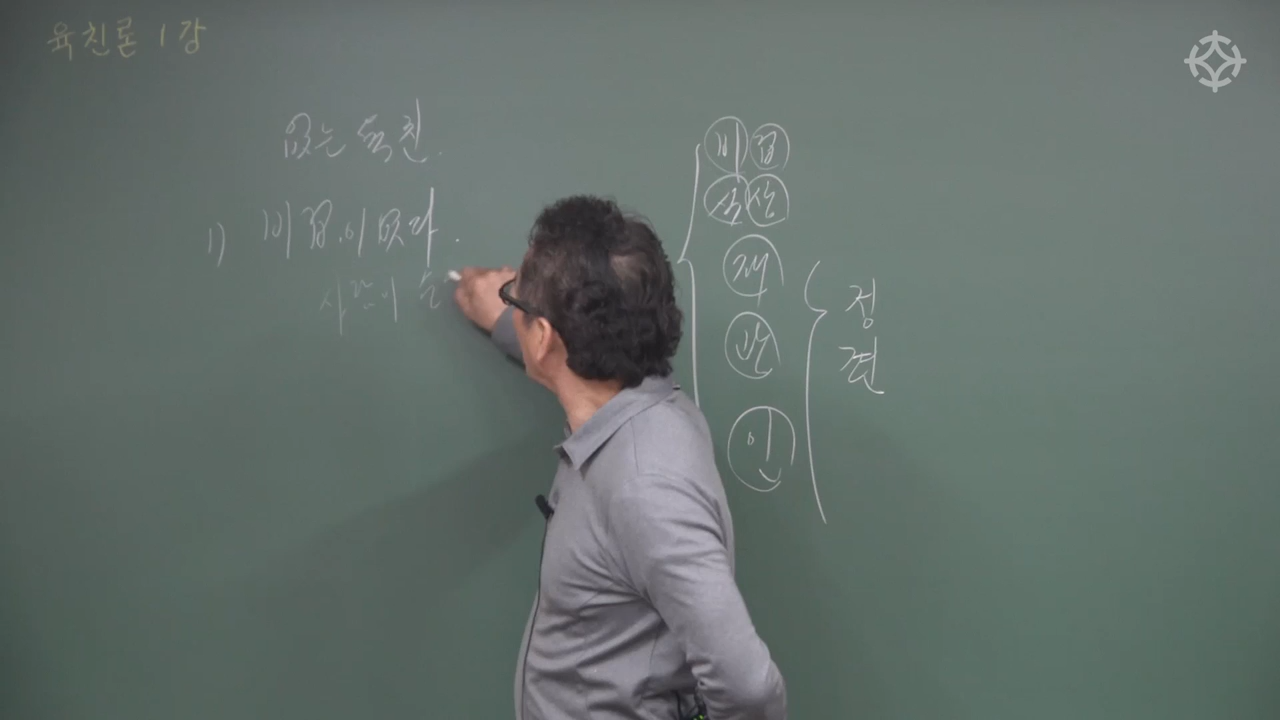 육친론 1강
없는 육친.
1) 비겁이 없다.
사람이
비 겁
식 상
재
관
인
정
편